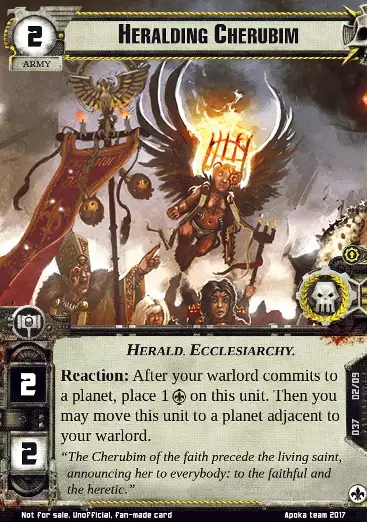 2
HERALDING CHERUBIM
ARMY
HERALD. ECCLESIARCHY.
Reaction: After your warlord commits to
a planet, place 1 on this unit. Then you
may move this unit to a planet adjacent to
your warlord.
“The Cherubim of the faith precede the living saint,
announcing her to everybody: to the faithful and
the heretic.”
2
2
037 02/09
Not for sale. Unofficial, fan-made card
Apoka team 2017